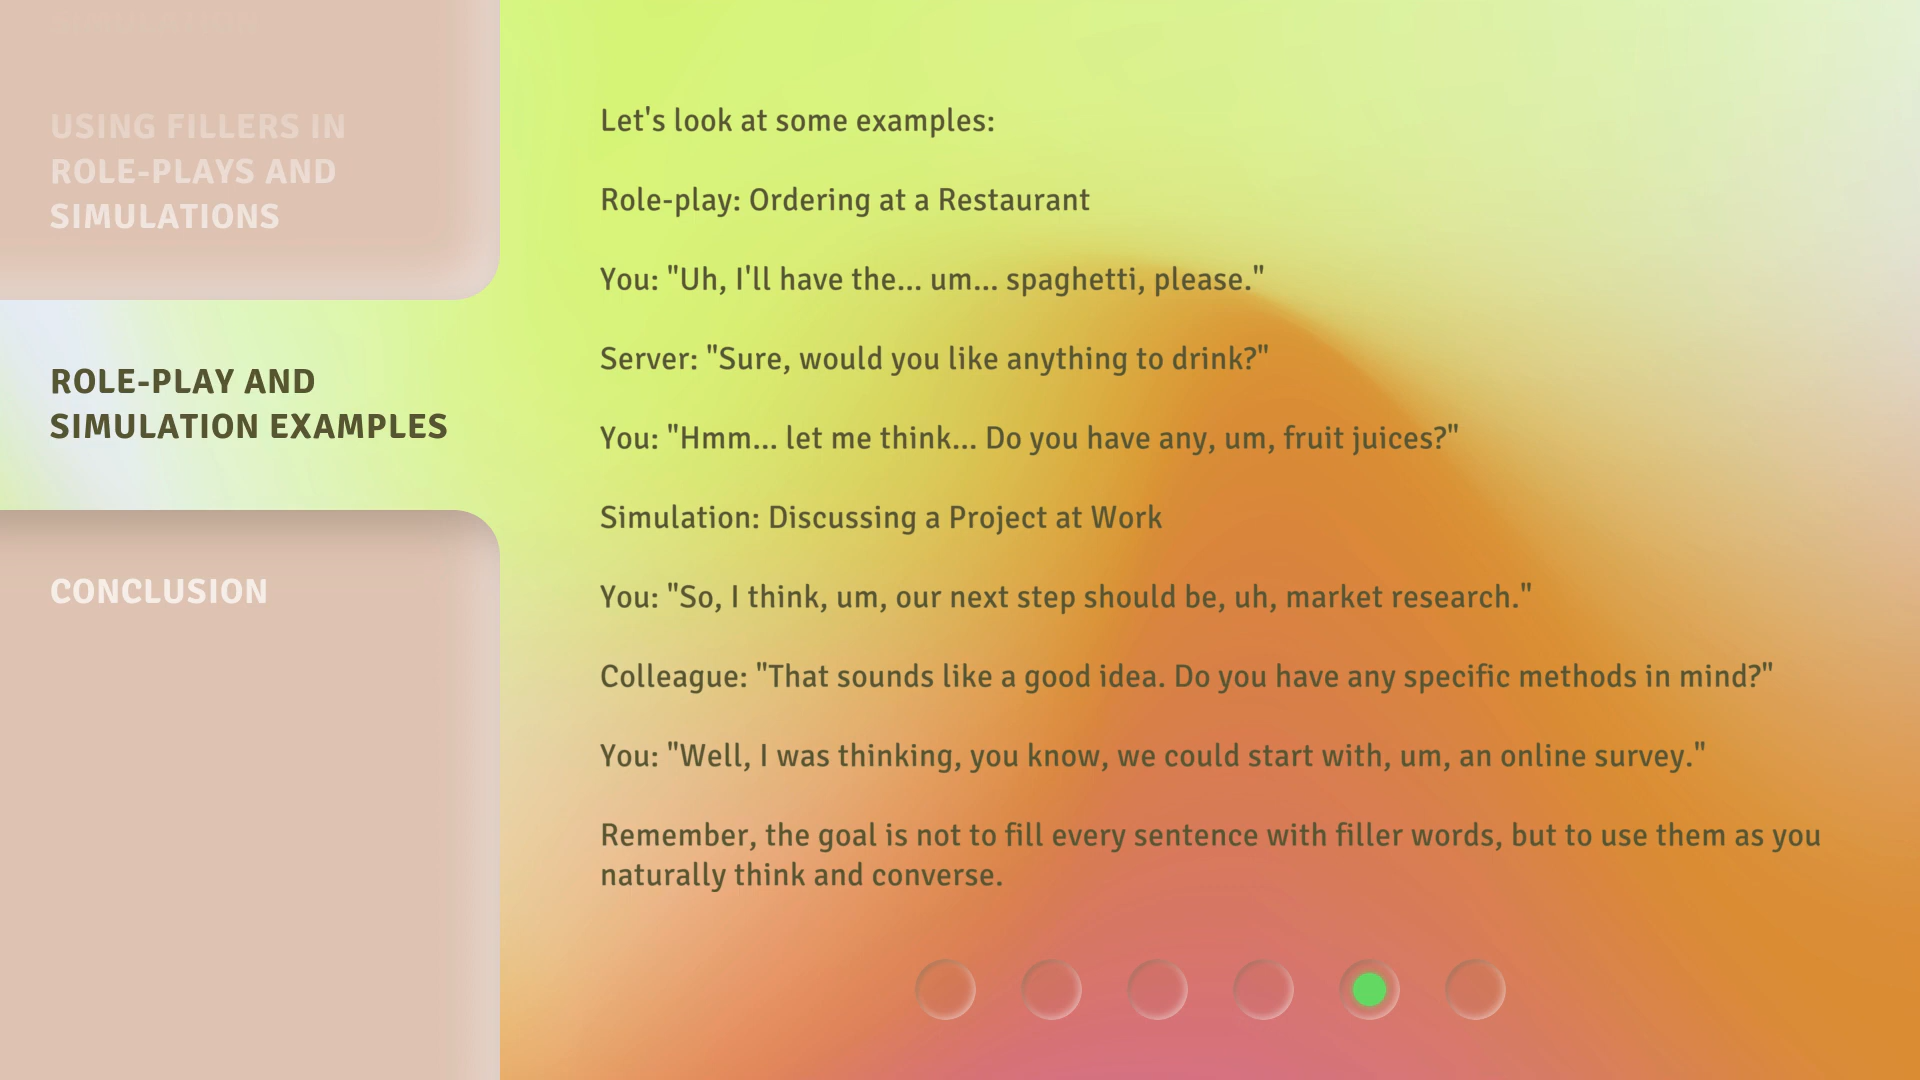 USING FILLERS IN
ROLE-PLAYS AND
SIMULATIONS
ROLE-PLAY AND
SIMULATION EXAMPLES
CONCLUSION
Let's look at some examples:
Role-play: Ordering at a Restaurant
You: "Uh, I'll have the... um... spaghetti, please."
Server: "Sure, would you like anything to drink?"
You: "Hmm... let me think... Do you have any, um, fruit juices?"
Simulation: Discussing a Project at Work
You: "So, I think, um, our next step should be, uh, market research."
Colleague: "That sounds like a good idea. Do you have any specific methods in mind?"
You: "Well, I was thinking, you know, we could start with, um, an online survey."
Remember, the goal is not to fill every sentence with filler words, but to use them as you
naturally think and converse.